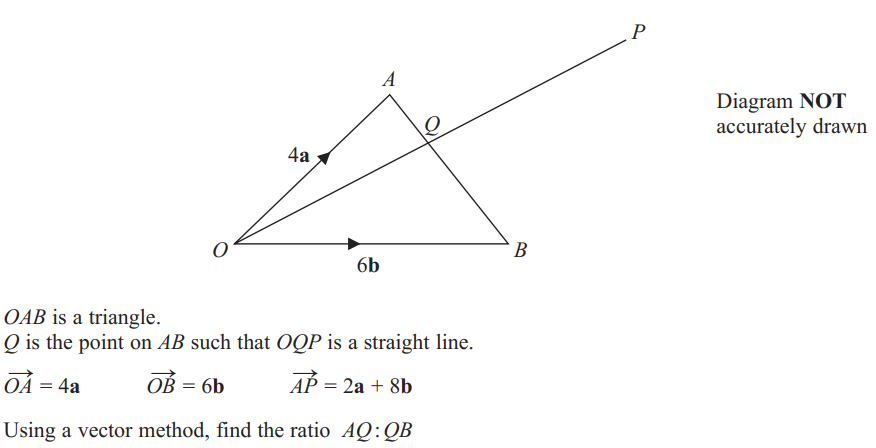 P
A
Diagram NOT
accurately drawn
Q
4a
O
B
6b
OAB is a triangle.
Q is the point on AB such that OQP is a straight line.
OA⃗ = 4a OB⃗ = 6b AP⃗ = 2a + 8b
Using a vector method, find the ratio AQ:QB